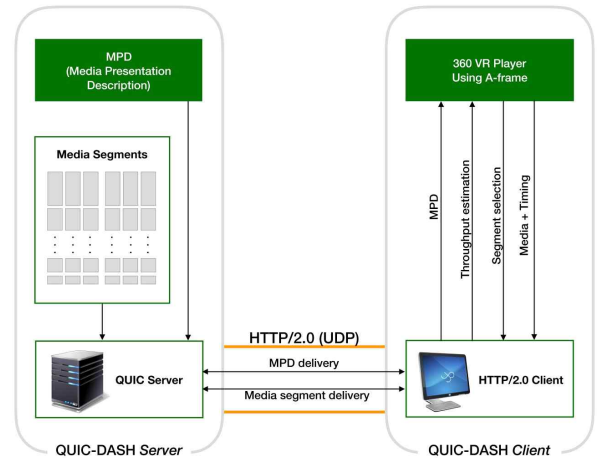 MPD
(Media Presentation
Description)
Media Segments
QUIC Server
QUIC-DASH Server
HTTP/2.0 (UDP)
MPD delivery
Media segment delivery
360 VR Player
Using A-frame
MPD
Throughput estimation
Segment selection
Media + Timing
HTTP/2.0 Client
QUIC-DASH Client